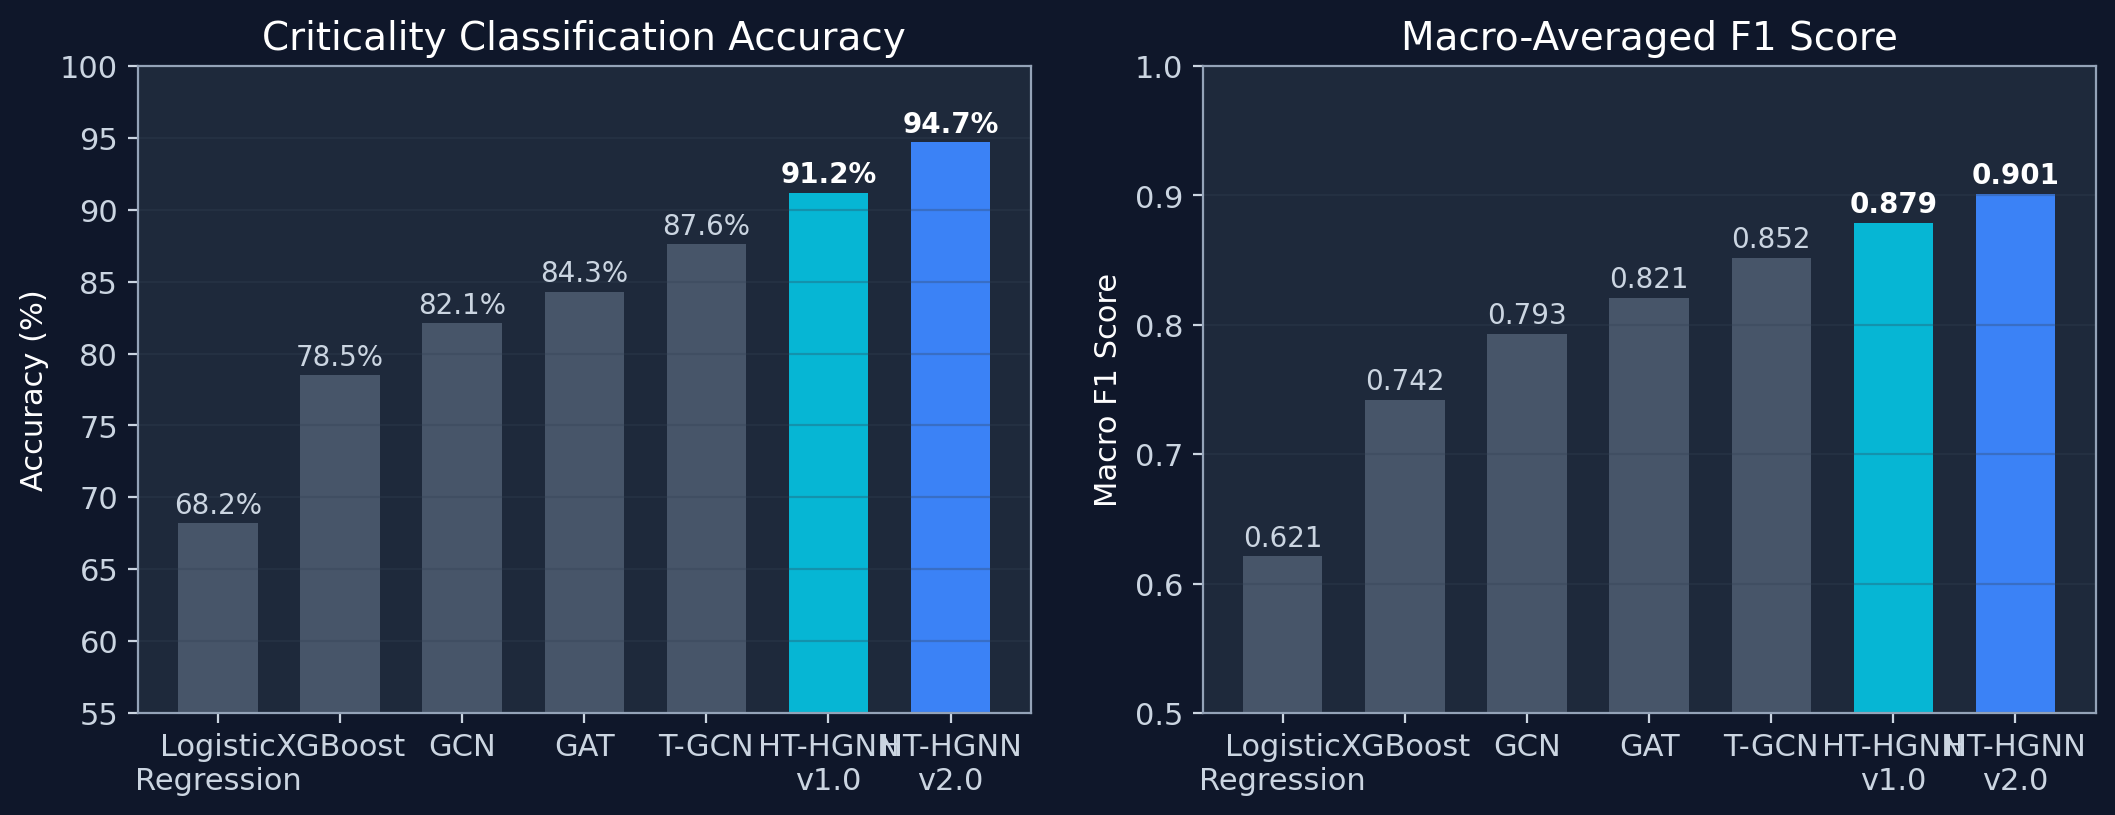 Criticality Classification Accuracy
Accuracy (%)
100
95
90
85
80
75
70
65
60
55
68.2%
78.5%
82.1%
84.3%
87.6%
91.2%
94.7%
Logistic
Regression
XGBoost
GCN
GAT
T-GCN
HT-HGNN
v1.0
HT-HGNN
v2.0
Macro-Averaged F1 Score
Macro F1 Score
1.0
0.9
0.8
0.7
0.6
0.5
0.621
0.742
0.793
0.821
0.852
0.879
0.901
Logistic
Regression
XGBoost
GCN
GAT
T-GCN
HT-HGNN
v1.0
HT-HGNN
v2.0